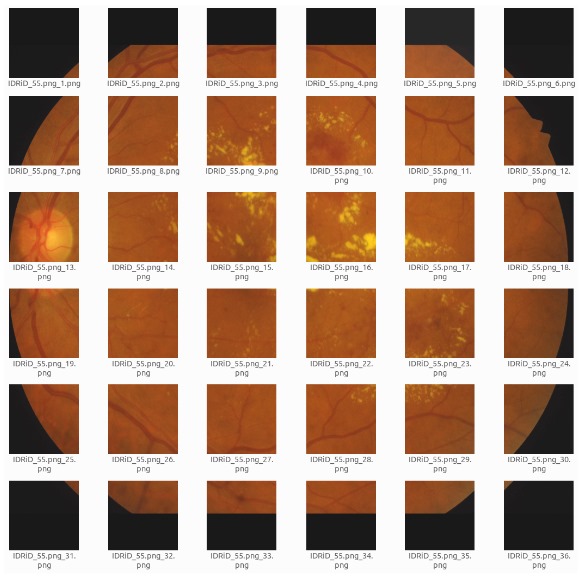 IDRiD_55.png_1.png IDRiD_55.png_2.png IDRiD_55.png_3.png IDRiD_55.png_4.png IDRiD_55.png_5.png IDRiD_55.png_6.png
IDRiD_55.png_7.png IDRiD_55.png_8.png IDRiD_55.png_9.png IDRiD_55.png_10. IDRiD_55.png_11. IDRiD_55.png_12.
png png png
IDRiD_55.png_13. IDRiD_55.png_14. IDRiD_55.png_15. IDRiD_55.png_16. IDRiD_55.png_17. IDRiD_55.png_18.
png png png png png png
IDRiD_55.png_19. IDRiD_55.png_20. IDRiD_55.png_21. IDRiD_55.png_22. IDRiD_55.png_23. IDRiD_55.png_24.
png png png png png png
IDRiD_55.png_25. IDRiD_55.png_26. IDRiD_55.png_27. IDRiD_55.png_28. IDRiD_55.png_29. IDRiD_55.png_30.
png png png png png png
IDRiD_55.png_31. IDRiD_55.png_32. IDRiD_55.png_33. IDRiD_55.png_34. IDRiD_55.png_35. IDRiD_55.png_36.
png png png png png png